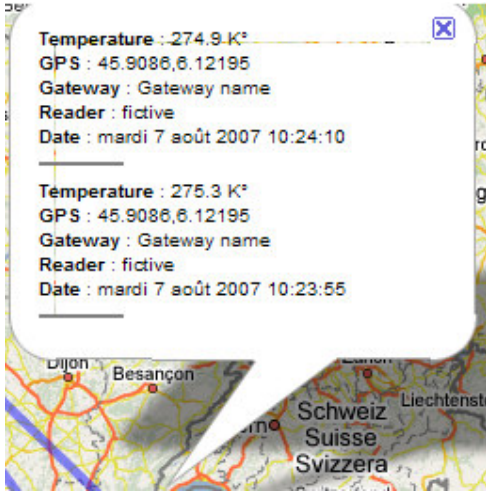 Temperature : 274.9 K°
GPS : 45.9086,6.12195
Gateway : Gateway name
Reader : fictive
Date : mardi 7 août 2007 10:24:10
Temperature : 275.3 K°
GPS : 45.9086,6.12195
Gateway : Gateway name
Reader : fictive
Date : mardi 7 août 2007 10:23:55
Dijon
Besançon
Liechtenst
Schweiz
Suisse
Svizzera